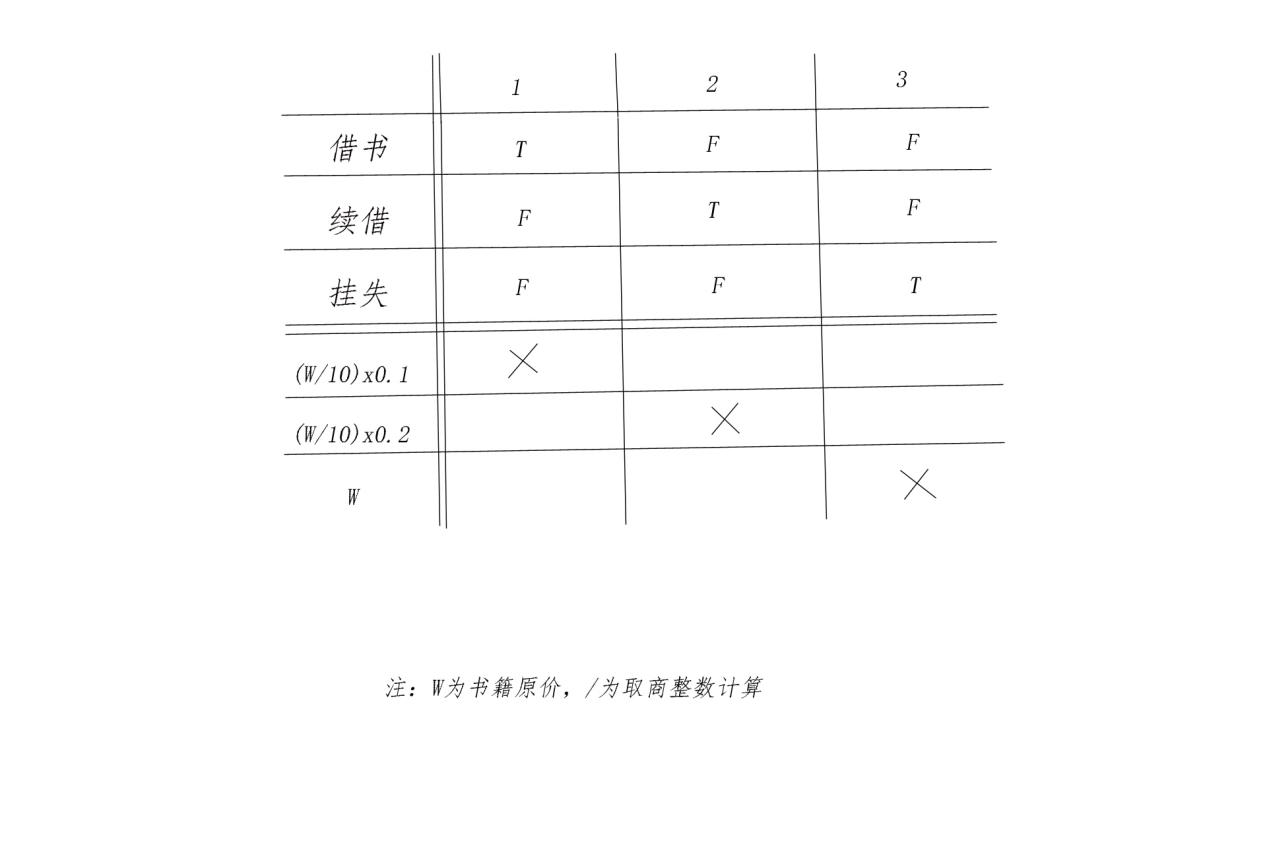 1 2 3
借书 T F F
续借 F T F
挂失 F F T
(W/10)x0.1
(W/10)x0.2
W
注：W为书籍原价，/为取商整数计算